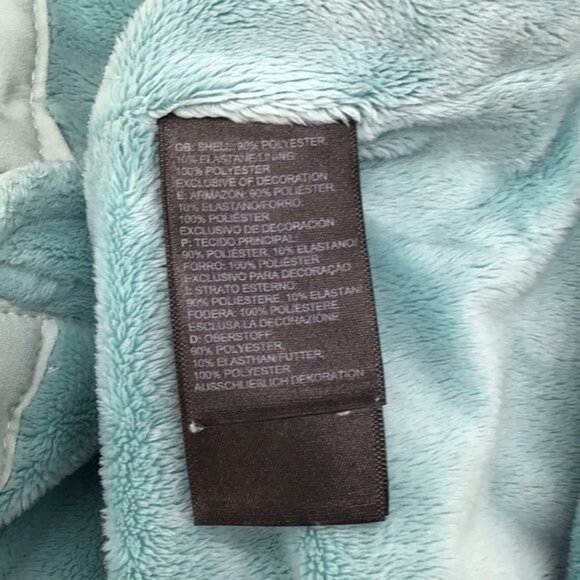 GB: SHELL: 90% POLYESTER,
10% ELASTANE/LINING:
100% POLYESTER
EXCLUSIVE OF DECORATION
E: ARMAZÓN: 90% POLIÉSTER,
10% ELASTANO/FORRO:
100% POLIÉSTER
EXCLUSIVO DE DECORACIÓN
P: TECIDO PRINCIPAL:
90% POLIÉSTER, 10% ELASTANO/
FORRO: 100% POLIÉSTER
EXCLUSIVO PARA DECORAÇÃO
I: STRATO ESTERNO:
90% POLIESTERE, 10% ELASTAN/
FODERA: 100% POLIESTERE
ESCLUSA LA DECORAZIONE
D: OBERSTOFF:
90% POLYESTER,
10% ELASTHAN/FUTTER:
100% POLYESTER
AUSSCHLIEßLICH DEKORATION